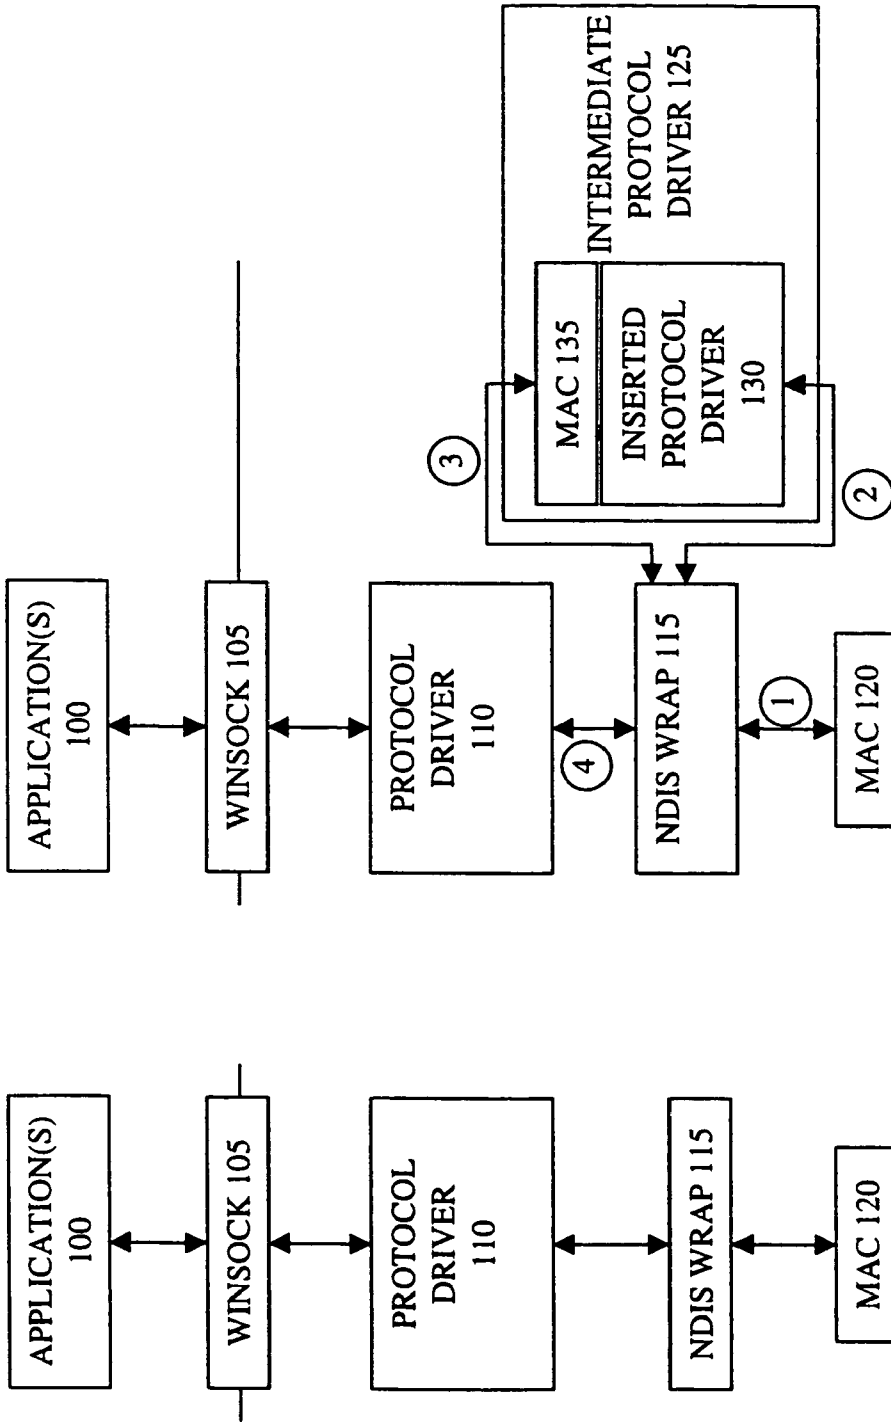 APPLICATION(S)
100
WINSOCK 105
PROTOCOL
DRIVER
110
NDIS WRAP 115
MAC 120
APPLICATION(S)
100
WINSOCK 105
PROTOCOL
DRIVER
110
4
NDIS WRAP 115
1
MAC 120
3
MAC 135
INSERTED
PROTOCOL
DRIVER
130
2
INTERMEDIATE
PROTOCOL
DRIVER 125